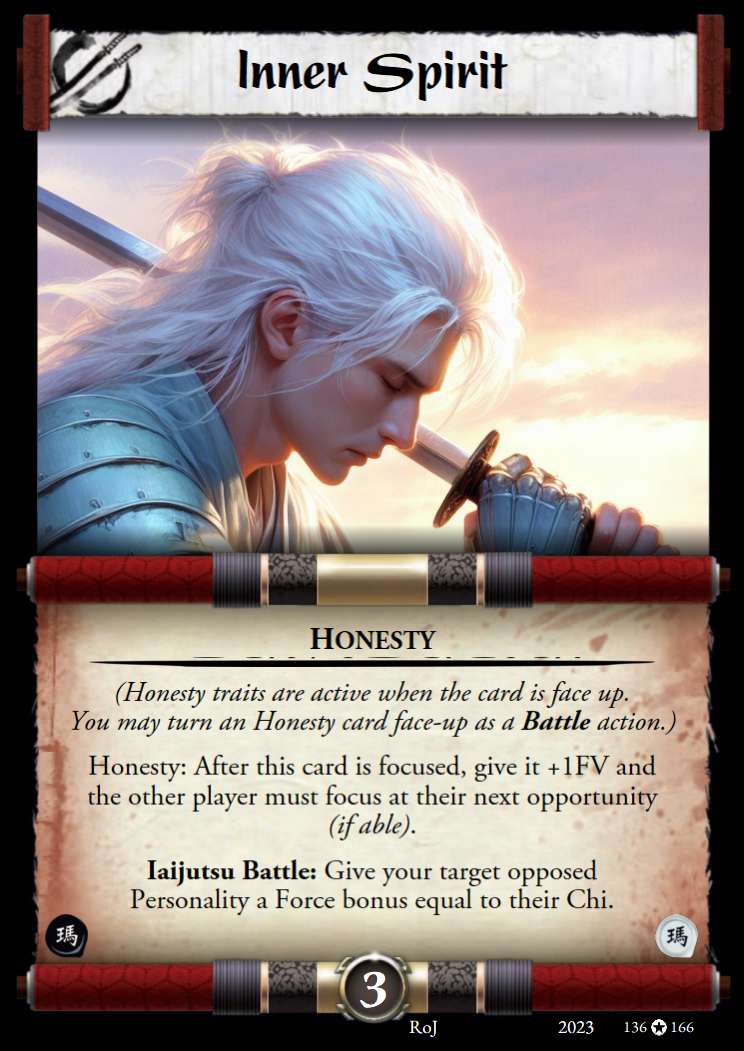 Inner Spirit
HONESTY
(Honesty traits are active when the card is face up.
You may turn an Honesty card face-up as a Battle action.)
Honesty: After this card is focused, give it +1FV and
the other player must focus at their next opportunity
(if able).
Iaijutsu Battle: Give your target opposed
Personality a Force bonus equal to their Chi.
瑪
瑪
3
RoJ 2023 136 ✪ 166